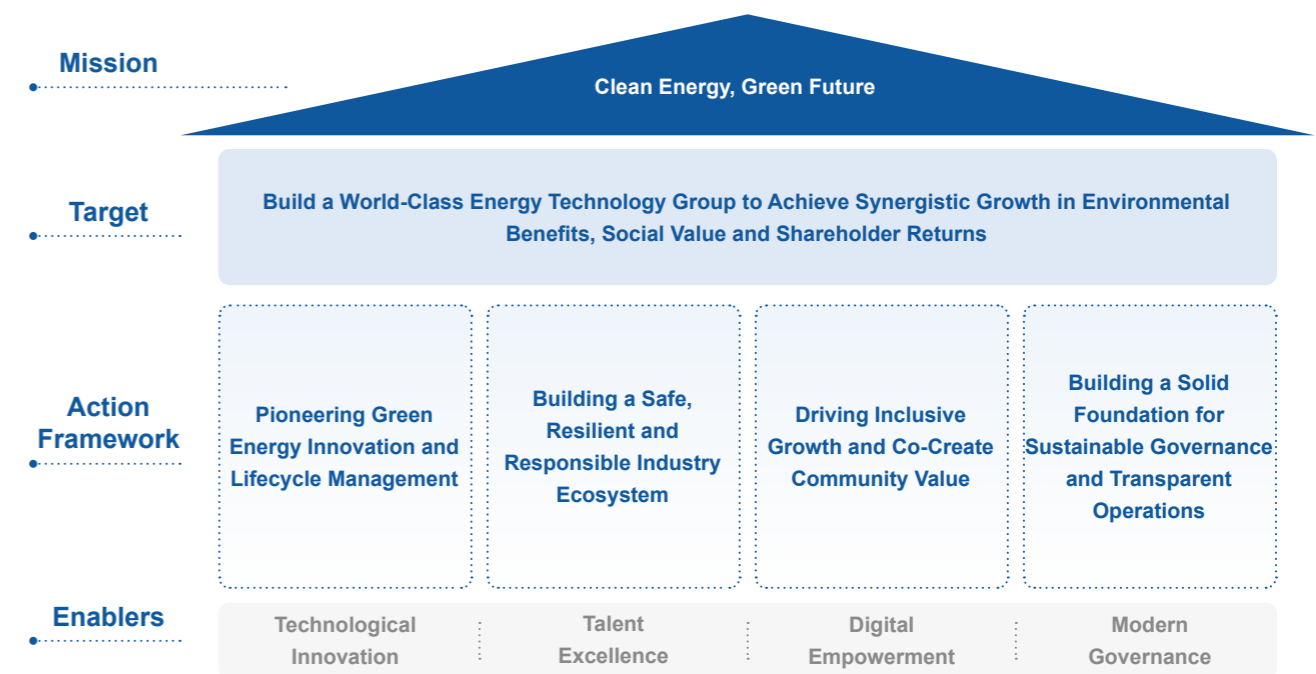 Mission
Clean Energy, Green Future
Target
Build a World-Class Energy Technology Group to Achieve Synergistic Growth in Environmental
Benefits, Social Value and Shareholder Returns
Action
Framework
Pioneering Green
Energy Innovation and
Lifecycle Management
Building a Safe,
Resilient and
Responsible Industry
Ecosystem
Driving Inclusive
Growth and Co-Create
Community Value
Building a Solid
Foundation for
Sustainable Governance
and Transparent
Operations
Enablers
Technological
Innovation
Talent
Excellence
Digital
Empowerment
Modern
Governance